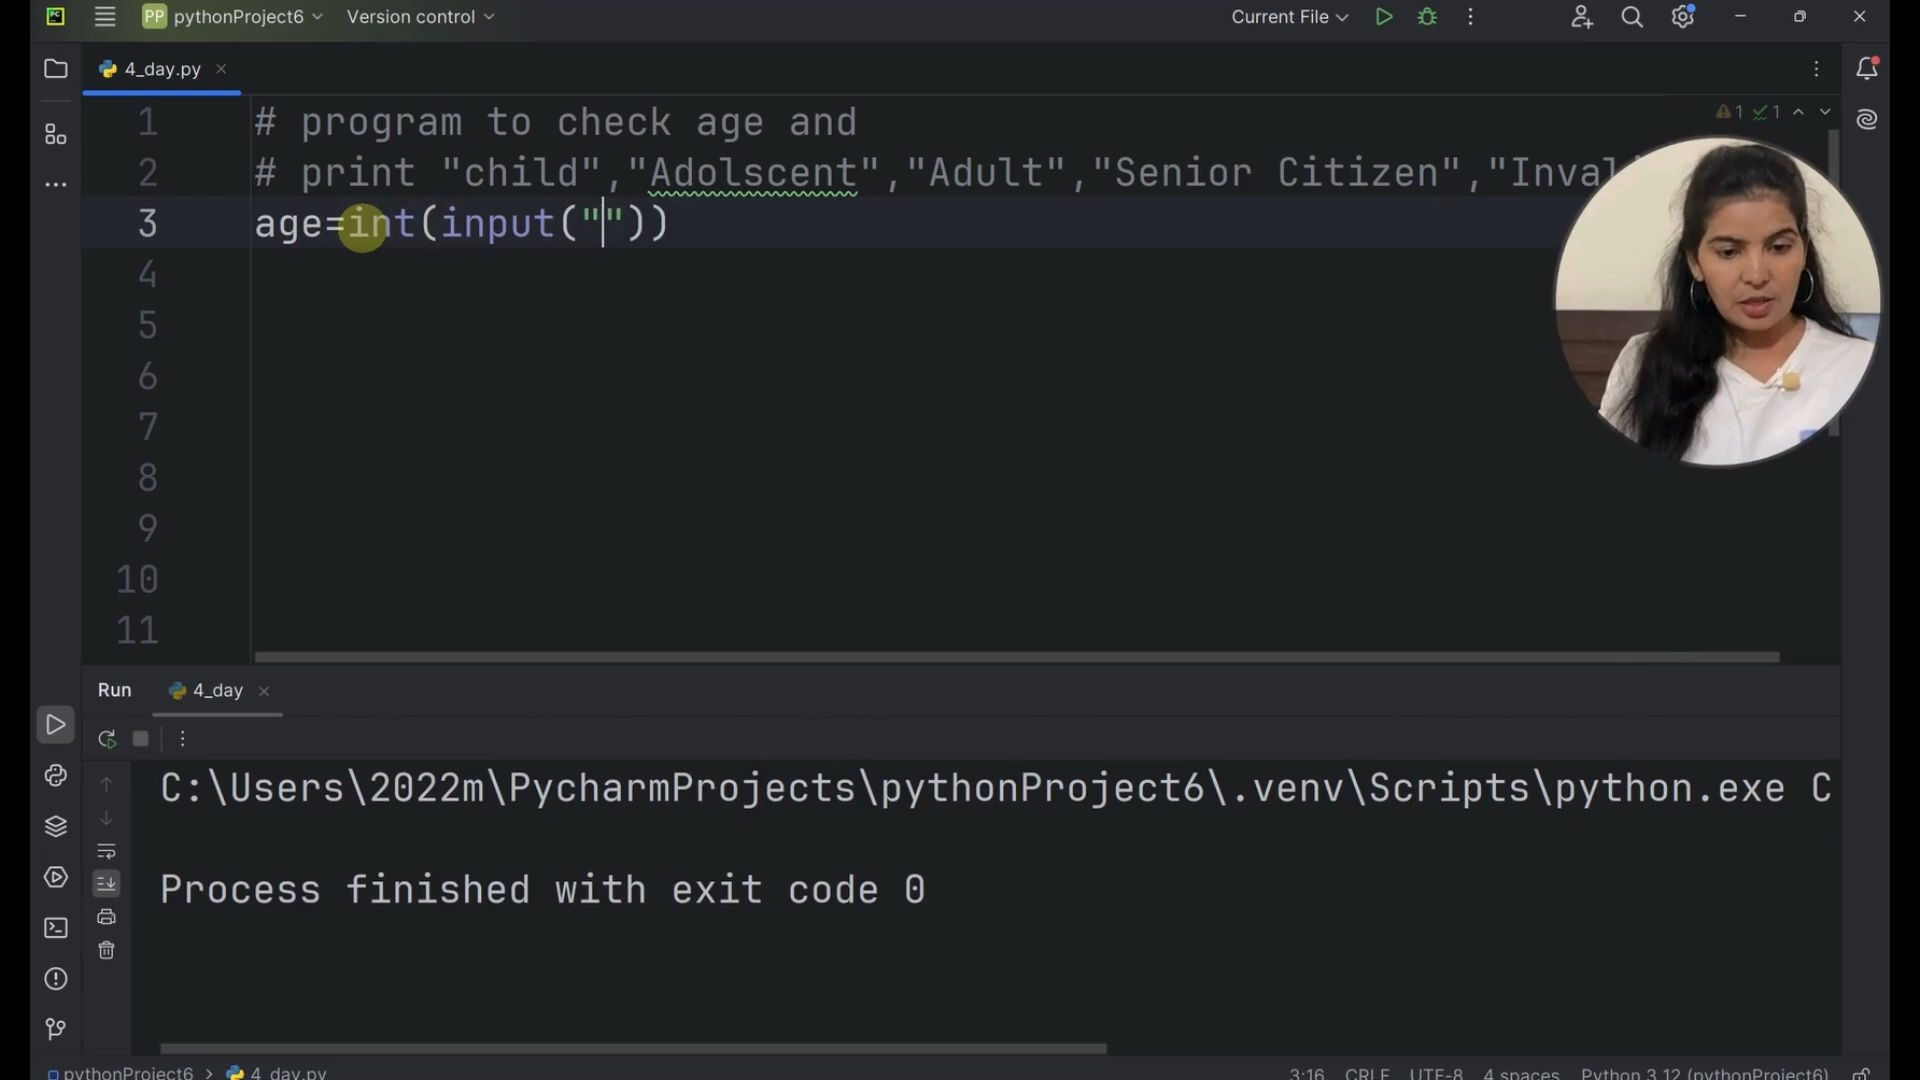 PC PP pythonProject6 Version control Current File
4_day.py
1 # program to check age and
2 # print "child","Adolscent","Adult","Senior Citizen","Inval
3 age=int(input(""))
4
5
6
7
8
9
10
11
1 1
Run 4_day
C:\Users\2022m\PycharmProjects\pythonProject6\.venv\Scripts\python.exe C
Process finished with exit code 0
pythonProject6 > 4_day.py 3:16 CRLF UTF-8 4 spaces Python 3.12 (pythonProject6)